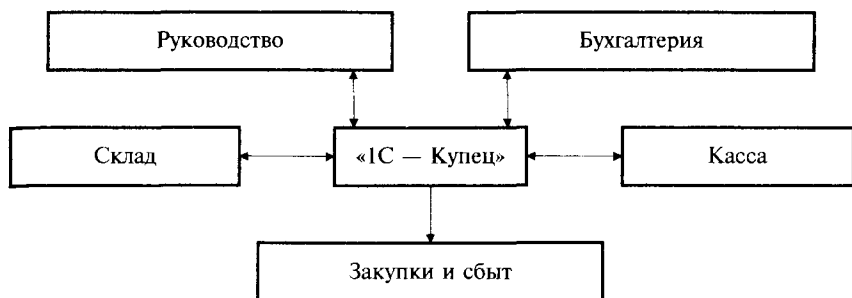 Руководство
Бухгалтерия
Склад
«1С — Купец»
Касса
Закупки и сбыт